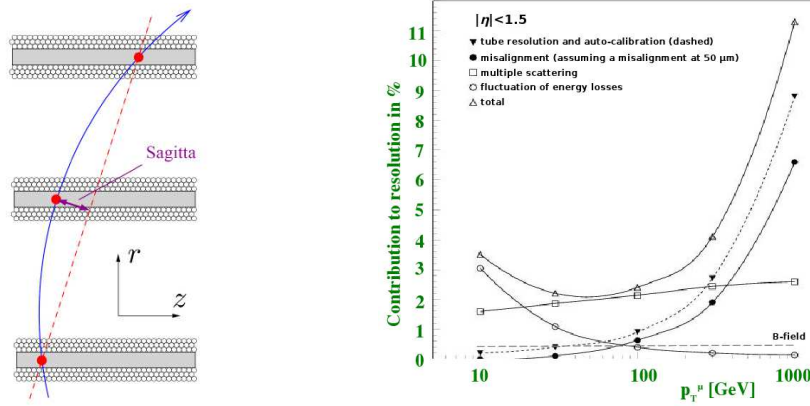 Sagitta
r
z
|η|<1.5
tube resolution and auto-calibration (dashed)
misalignment (assuming a misalignment at 50 μm)
multiple scattering
fluctuation of energy losses
total
Contribution to resolution in %
11
10
9
8
7
6
5
4
3
2
1
0
B-field
10
100
1000
p_T^μ [GeV]